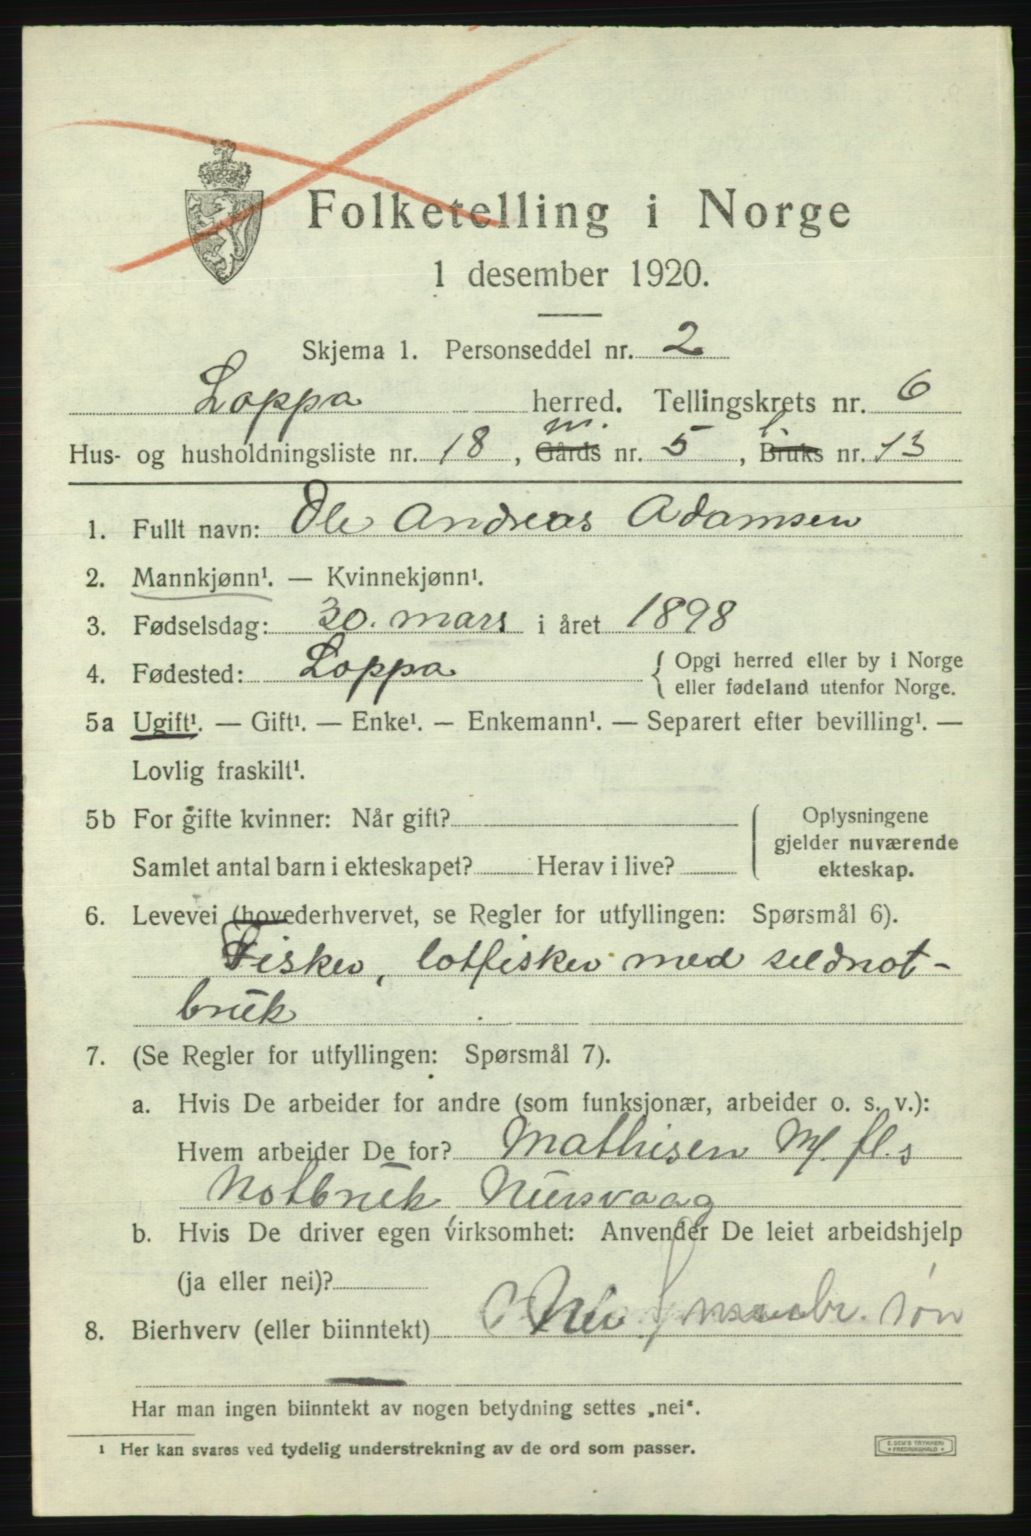 Folketelling i Norge
1 desember 1920.
Skjema 1. Personseddel nr. 2
Loppa herred. Tellingskrets nr. 6
m. l.
Hus- og husholdningsliste nr. 18, Gårds nr. 5, Bruks nr. 13
1. Fullt navn: Ole Andreas Adamsen
2. Mannkjønn¹. — Kvinnekjønn¹.
3. Fødselsdag: 30. mars i året 1898
4. Fødested: Loppa { Opgi herred eller by i Norge
eller fødeland utenfor Norge.
5a Ugift¹. — Gift¹. — Enke¹. — Enkemann¹. — Separert efter bevilling¹. —
Lovlig fraskilt¹.
5b For gifte kvinner: Når gift?
Samlet antal barn i ekteskapet? Herav i live?
Oplysningene
gjelder nuværende
ekteskap.
6. Levevei (hovederhvervet, se Regler for utfyllingen: Spørsmål 6).
Fisker, lotfisker med seldnot-
bruk
7. (Se Regler for utfyllingen: Spørsmål 7).
a. Hvis De arbeider for andre (som funksjonær, arbeider o. s. v.):
Hvem arbeider De for? Mathisen M. fl.s
Notbruk, Nuvsvaag
b. Hvis De driver egen virksomhet: Anvender De leiet arbeidshjelp
(ja eller nei)?
8. Bierhverv (eller biinntekt) Nei søn
Har man ingen biinntekt av nogen betydning settes „nei“.
¹ Her kan svares ved tydelig understrekning av de ord som passer.
E. SEM'S TRYKKERI
FREDRIKSHALD